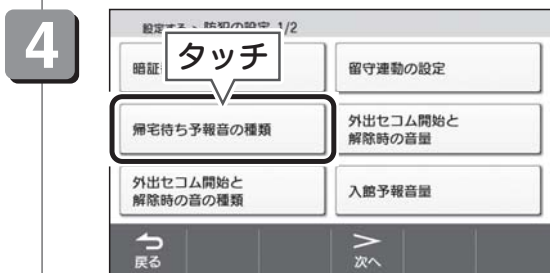 4
設定する > 防犯の設定 1/2
タッチ
暗証
留守連動の設定
帰宅待ち予報音の種類
外出セコム開始と
解除時の音量
外出セコム開始と
解除時の音の種類
入館予報音量
戻る
次へ